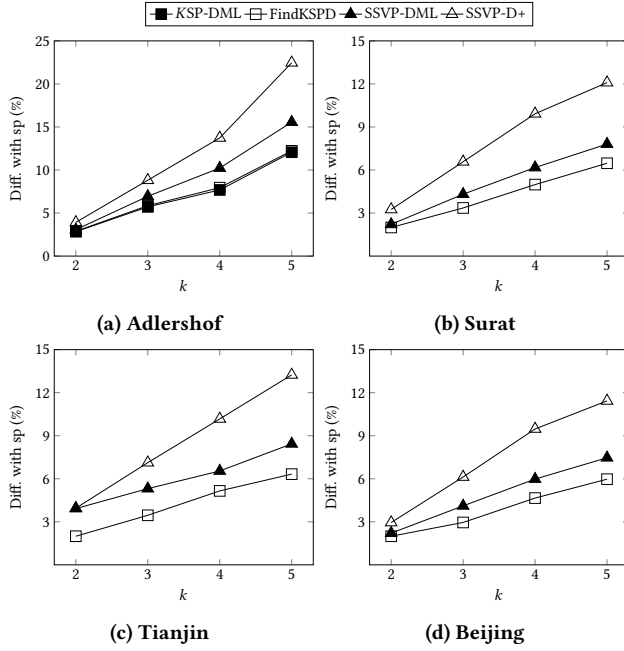 KSP-DML FindKSPD SSVP-DML SSVP-D+
25
20
15
10
5
0
2 3 4 5
Diff. with sp (%)
k
(a) Adlershof
15
12
9
6
3
2 3 4 5
Diff. with sp (%)
k
(b) Surat
15
12
9
6
3
2 3 4 5
Diff. with sp (%)
k
(c) Tianjin
15
12
9
6
3
2 3 4 5
Diff. with sp (%)
k
(d) Beijing